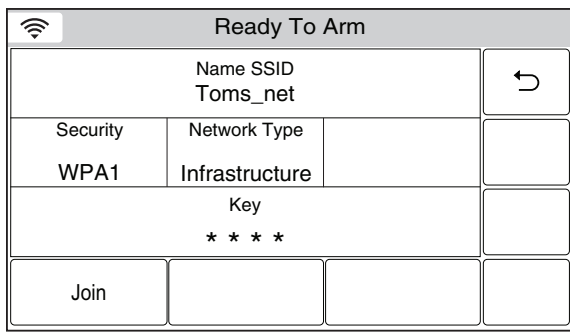 Ready To Arm
Name SSID
Toms_net
Security
Network Type
WPA1
Infrastructure
Key
* * * *
Join